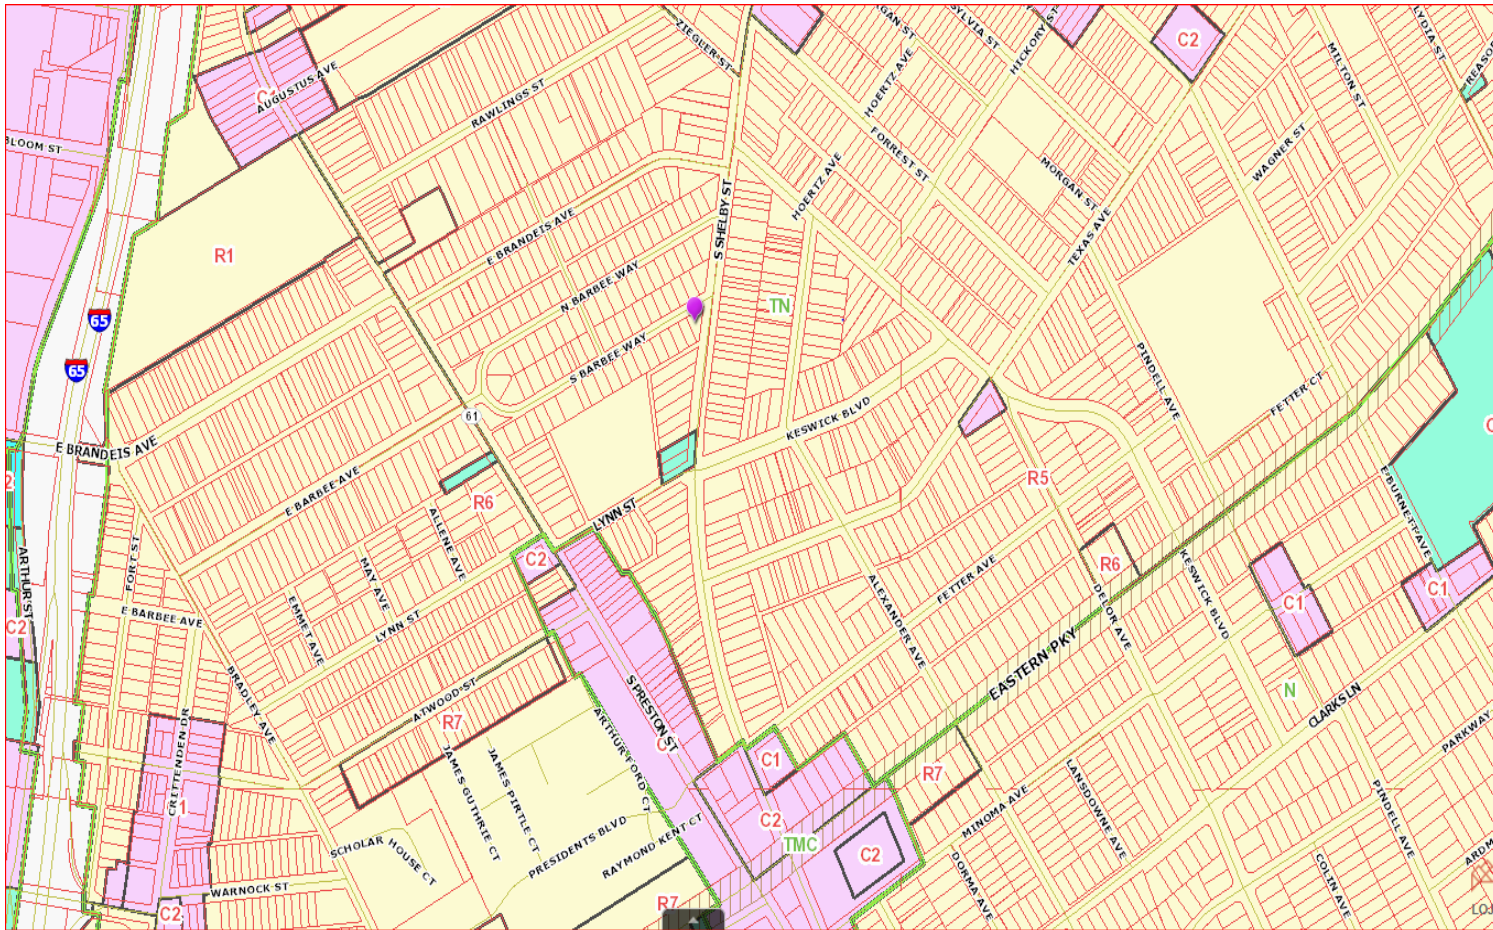 ZIEGLER ST
SYLVIA ST
HICKORY ST
C2
LYDIA ST
MILTON ST
AUGUSTUS AVE
RAWLINGS ST
HOERTZ AVE
BLOOM ST
FORREST ST
WAGNER ST
MORGAN ST
HOERTZ AVE
S SHELBY ST
E BRANDEIS AVE
TEXAS AVE
R1
N BARBEE WAY
TN
65
65
S BARBEE WAY
PINDELL AVE
FETTER CT
61
KESWICK BLVD
E BRANDEIS AVE
E BARBEE AVE
R6
R5
LYNN ST
E BURNETT AVE
ALLENE AVE
FORT ST
MAY AVE
C2
R6
ARTHUR ST
KESWICK BLVD
FETTER AVE
ALEXANDER AVE
DELOR AVE
C1
C1
E BARBEE AVE
EMMET AVE
LYNN ST
C2
EASTERN PKY
BRADLEY AVE
ATWOOD ST
S PRESTON ST
N
CLARKS LN
R7
CRITTENDEN DR
ARTHUR FORD CT
JAMES GUTHRIE CT
JAMES PIRTLE CT
PARKWAY
C1
R7
LANSDOWNE AVE
MINOMA AVE
PINDELL AVE
C2
TMC
C2
PRESIDENTS BLVD
RAYMOND KENT CT
SCHOLAR HOUSE CT
DORMA AVE
COLIN AVE
WARNOCK ST
C2
R7